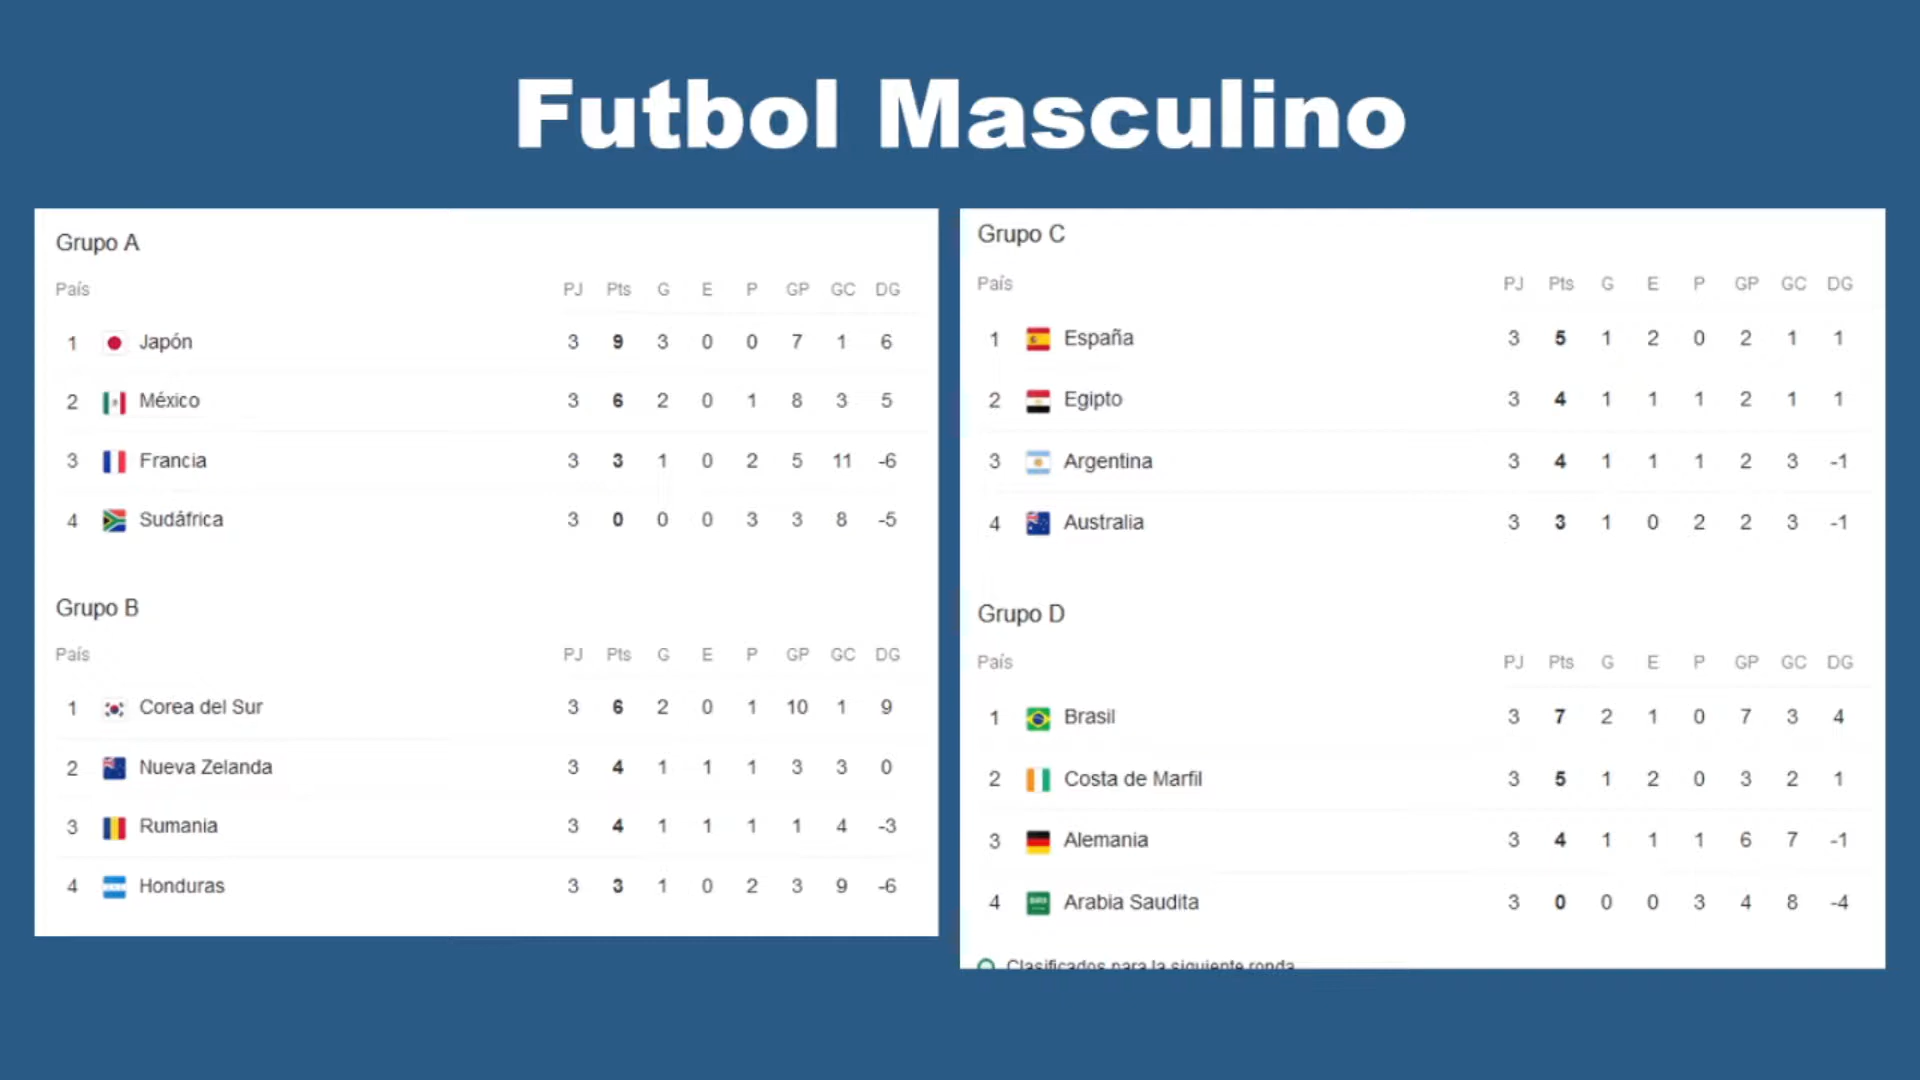 Futbol Masculino
Grupo A
País PJ Pts G E P GP GC DG
1 Japón 3 9 3 0 0 7 1 6
2 México 3 6 2 0 1 8 3 5
3 Francia 3 3 1 0 2 5 11 -6
4 Sudáfrica 3 0 0 0 3 3 8 -5
Grupo B
País PJ Pts G E P GP GC DG
1 Corea del Sur 3 6 2 0 1 10 1 9
2 Nueva Zelanda 3 4 1 1 1 3 3 0
3 Rumania 3 4 1 1 1 1 4 -3
4 Honduras 3 3 1 0 2 3 9 -6
Grupo C
País PJ Pts G E P GP GC DG
1 España 3 5 1 2 0 2 1 1
2 Egipto 3 4 1 1 1 2 1 1
3 Argentina 3 4 1 1 1 2 3 -1
4 Australia 3 3 1 0 2 2 3 -1
Grupo D
País PJ Pts G E P GP GC DG
1 Brasil 3 7 2 1 0 7 3 4
2 Costa de Marfil 3 5 1 2 0 3 2 1
3 Alemania 3 4 1 1 1 6 7 -1
4 Arabia Saudita 3 0 0 0 3 4 8 -4
Clasificados para la siguiente ronda